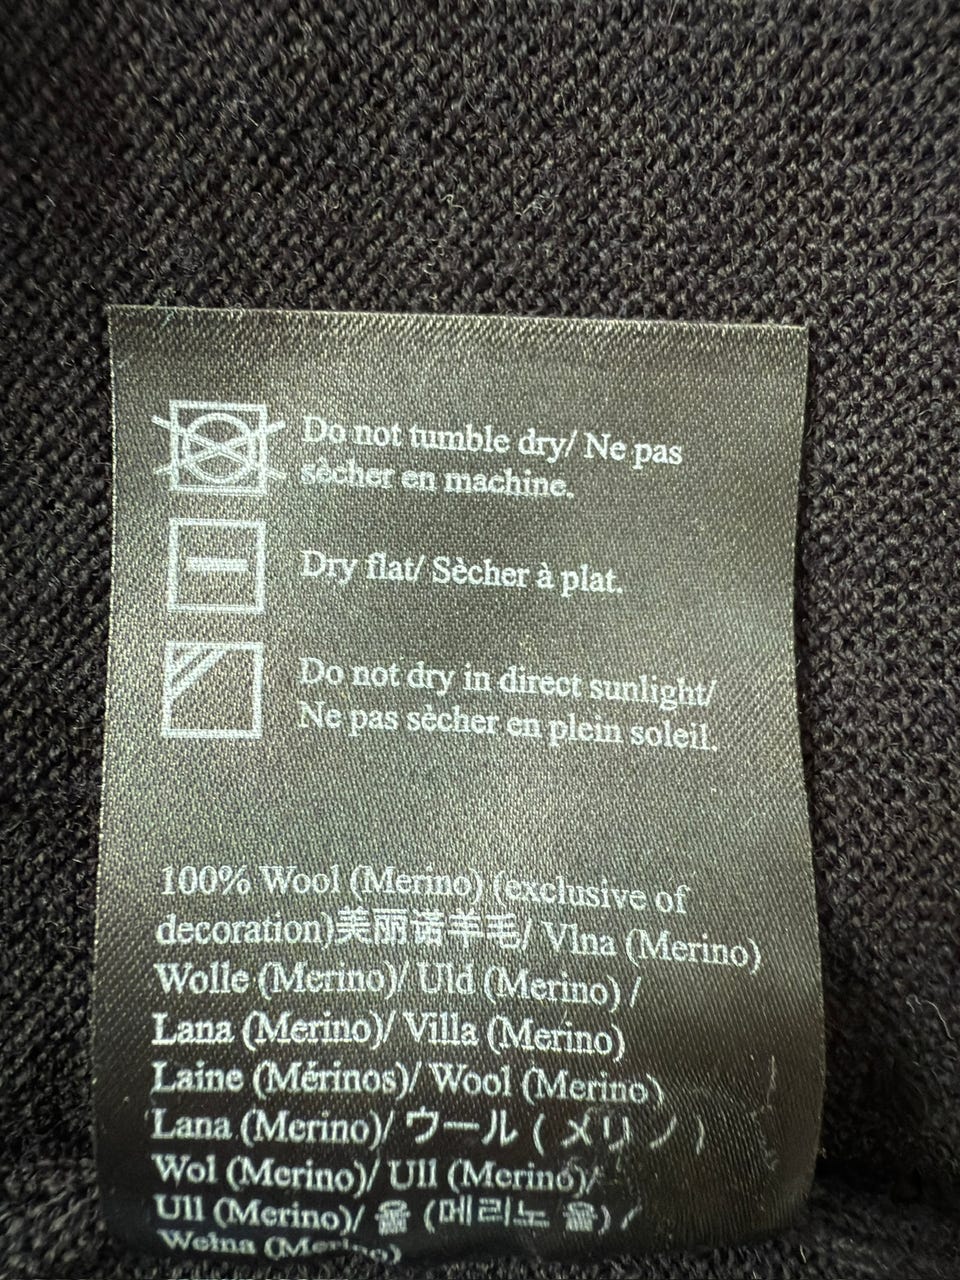 Do not tumble dry/ Ne pas
sècher en machine.
Dry flat/ Sècher à plat.
Do not dry in direct sunlight/
Ne pas sècher en plein soleil.
100% Wool (Merino) (exclusive of
decoration)美丽诺羊毛/ Vlna (Merino)
Wolle (Merino)/ Uld (Merino) /
Lana (Merino)/ Villa (Merino)
Laine (Mérinos)/ Wool (Merino)
Lana (Merino)/ ウール ( メリノ )
Wol (Merino)/ Ull (Merino)/
Ull (Merino)/ 울 (메리노 울) /
Wełna (Merino)